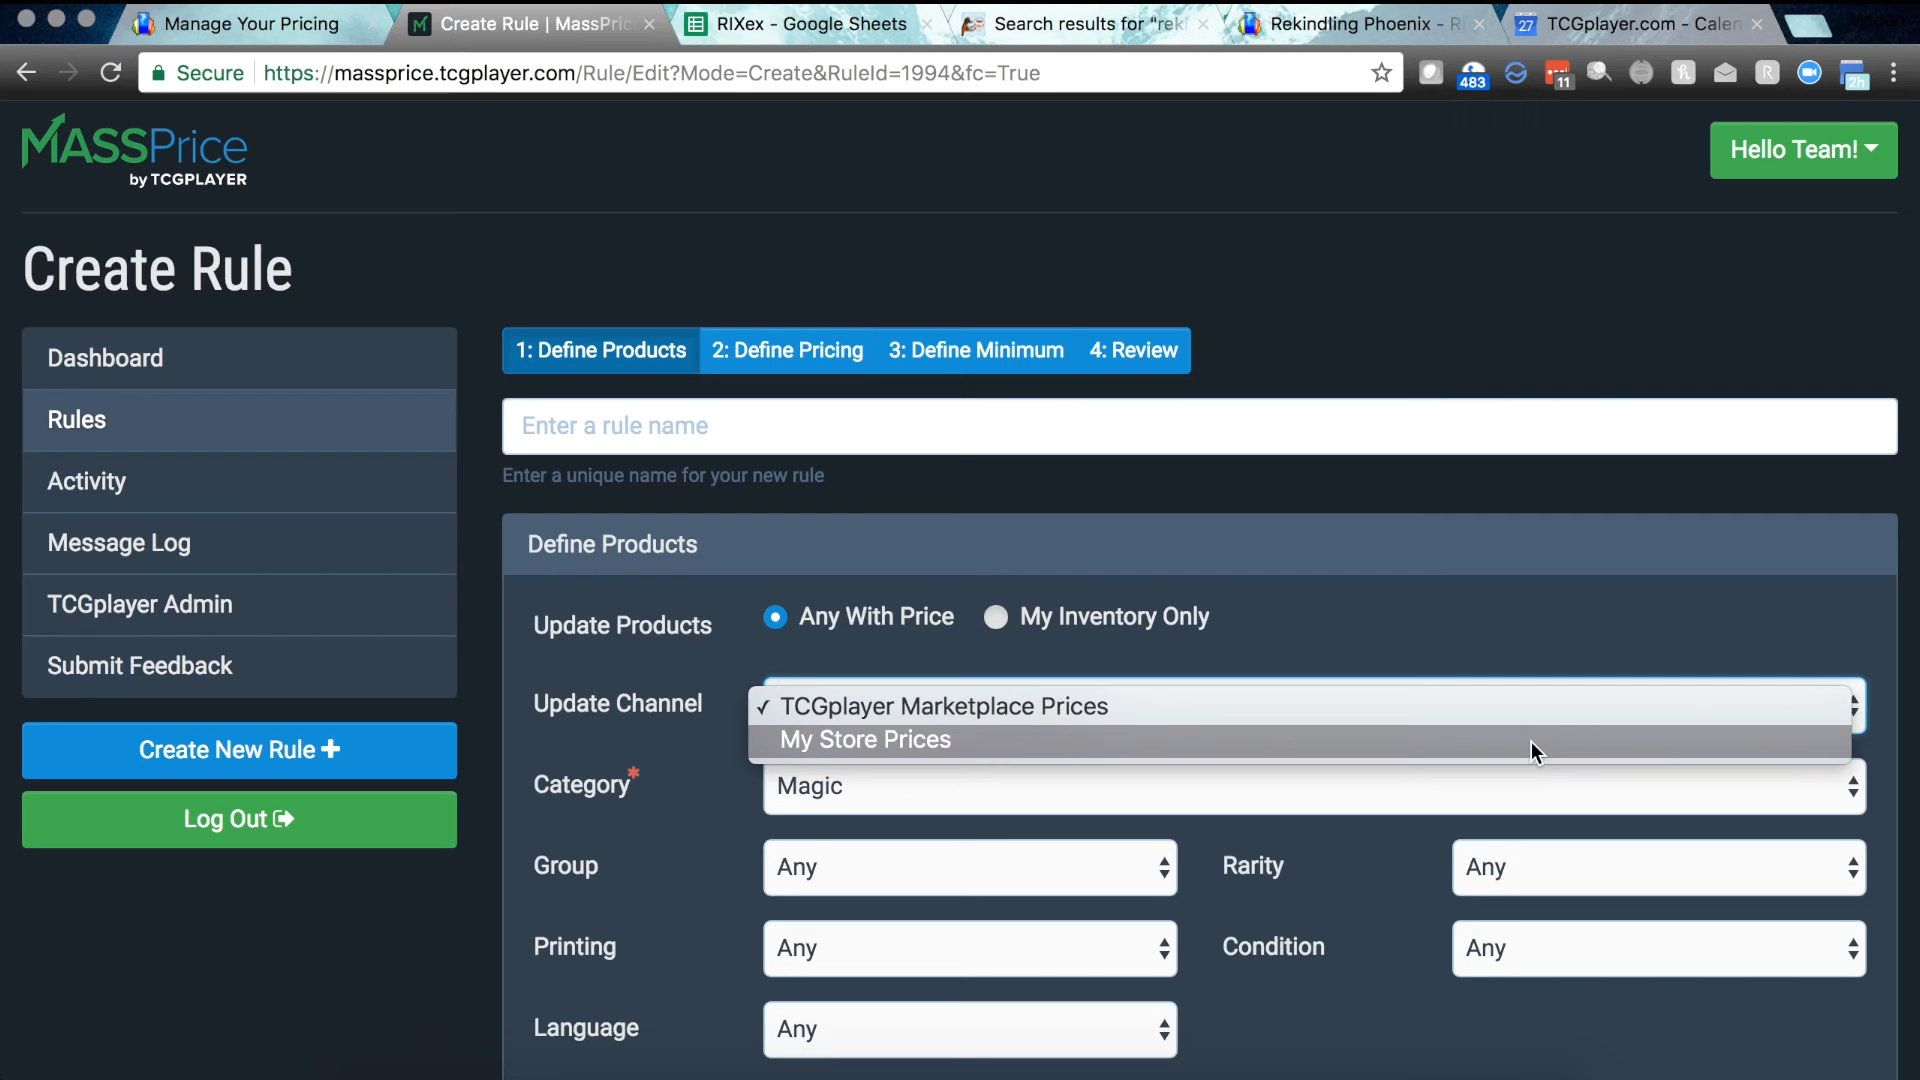 Manage Your Pricing
Create Rule | MassPric
RIXex - Google Sheets
Search results for "rekl
Rekindling Phoenix - Ri
27
TCGplayer.com - Calen
Secure
https://massprice.tcgplayer.com/Rule/Edit?Mode=Create&RuleId=1994&fc=True
483
11
R
2h
MASSPrice
by TCGPLAYER
Hello Team!
Create Rule
Dashboard
Rules
Activity
Message Log
TCGplayer Admin
Submit Feedback
Create New Rule
Log Out
1: Define Products
2: Define Pricing
3: Define Minimum
4: Review
Enter a rule name
Enter a unique name for your new rule
Define Products
Update Products
Any With Price
My Inventory Only
Update Channel
✓ TCGplayer Marketplace Prices
My Store Prices
Category*
Magic
Group
Any
Rarity
Any
Printing
Any
Condition
Any
Language
Any